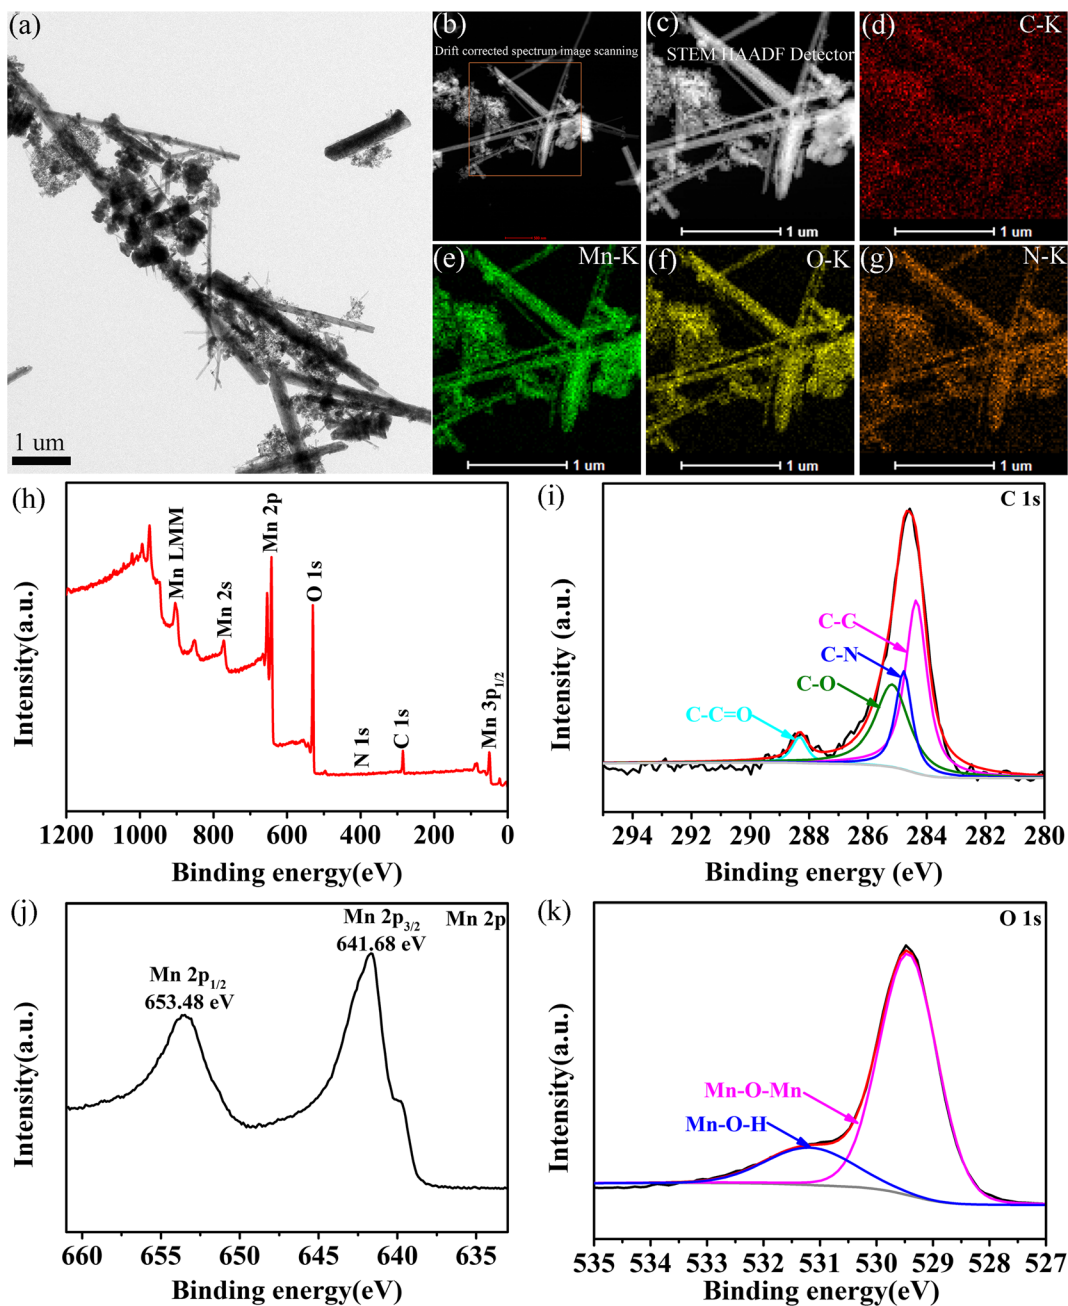 (a)
1 um
(b)
Drift corrected spectrum image scanning
(c)
STEM HAADF Detector
1 um
(d)
C-K
1 um
(e)
Mn-K
1 um
(f)
O-K
1 um
(g)
N-K
1 um
(h)
Intensity(a.u.)
Mn LMM
Mn 2s
Mn 2p
O 1s
N 1s
C 1s
Mn 3p1/2
1200 1000 800 600 400 200 0
Binding energy(eV)
(i)
C 1s
Intensity (a.u.)
C-C
C-N
C-O
C-C=O
294 292 290 288 286 284 282 280
Binding energy (eV)
(j)
Mn 2p
Intensity(a.u.)
Mn 2p3/2
641.68 eV
Mn 2p1/2
653.48 eV
660 655 650 645 640 635
Binding energy(eV)
(k)
O 1s
Intensity(a.u.)
Mn-O-Mn
Mn-O-H
535 534 533 532 531 530 529 528 527
Binding energy(eV)